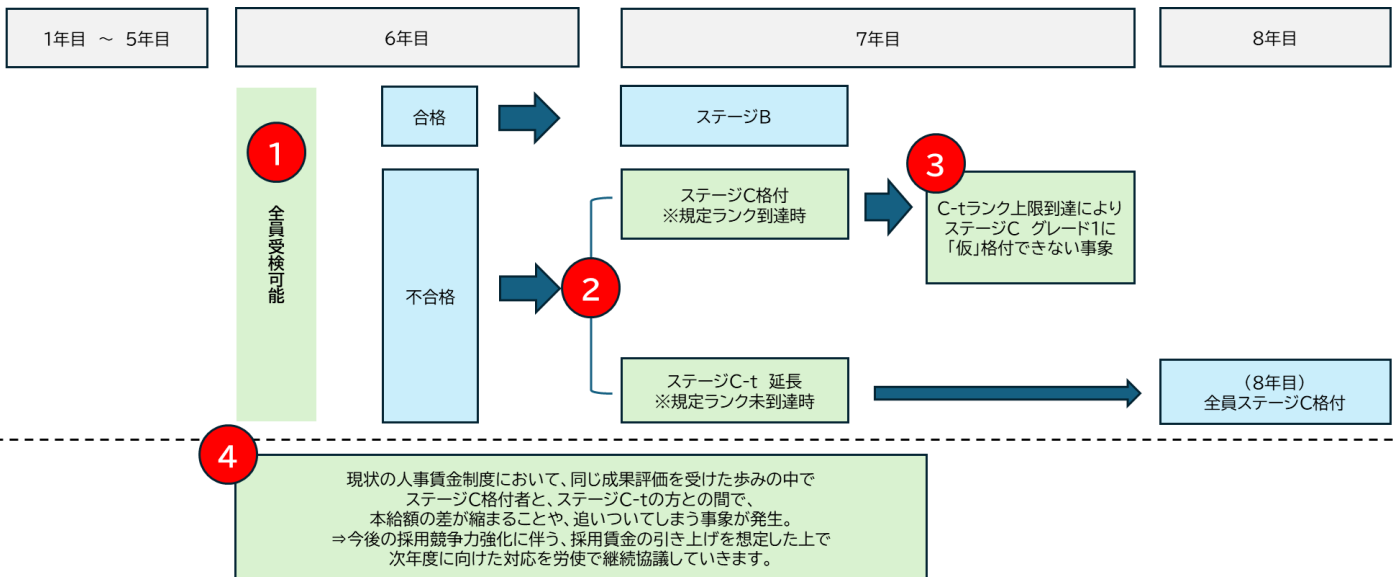 1年目 ～ 5年目
6年目
7年目
8年目
1
全員受検可能
合格
ステージB
不合格
2
ステージC格付
※規定ランク到達時
3
C-tランク上限到達により
ステージC グレード1に
「仮」格付できない事象
ステージC-t 延長
※規定ランク未到達時
(8年目)
全員ステージC格付
4
現状の人事賃金制度において、同じ成果評価を受けた歩みの中で
ステージC格付者と、ステージC-tの方との間で、
本給額の差が縮まることや、追いついてしまう事象が発生。
⇒今後の採用競争力強化に伴う、採用賃金の引き上げを想定した上で
次年度に向けた対応を労使で継続協議していきます。